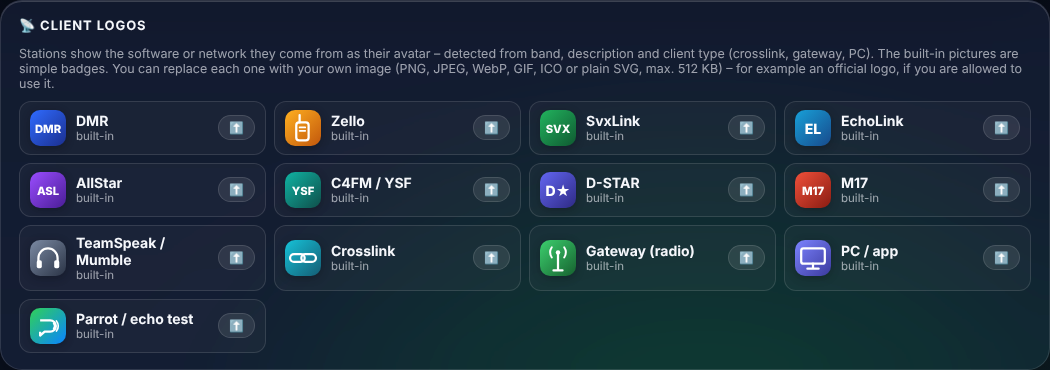 CLIENT LOGOS
Stations show the software or network they come from as their avatar – detected from band, description and client type (crosslink, gateway, PC). The built-in pictures are
simple badges. You can replace each one with your own image (PNG, JPEG, WebP, GIF, ICO or plain SVG, max. 512 KB) – for example an official logo, if you are allowed to
use it.
DMR
DMR
built-in
Zello
built-in
SVX
SvxLink
built-in
EL
EchoLink
built-in
ASL
AllStar
built-in
YSF
C4FM / YSF
built-in
D★
D-STAR
built-in
M17
M17
built-in
TeamSpeak /
Mumble
built-in
Crosslink
built-in
Gateway (radio)
built-in
PC / app
built-in
Parrot / echo test
built-in